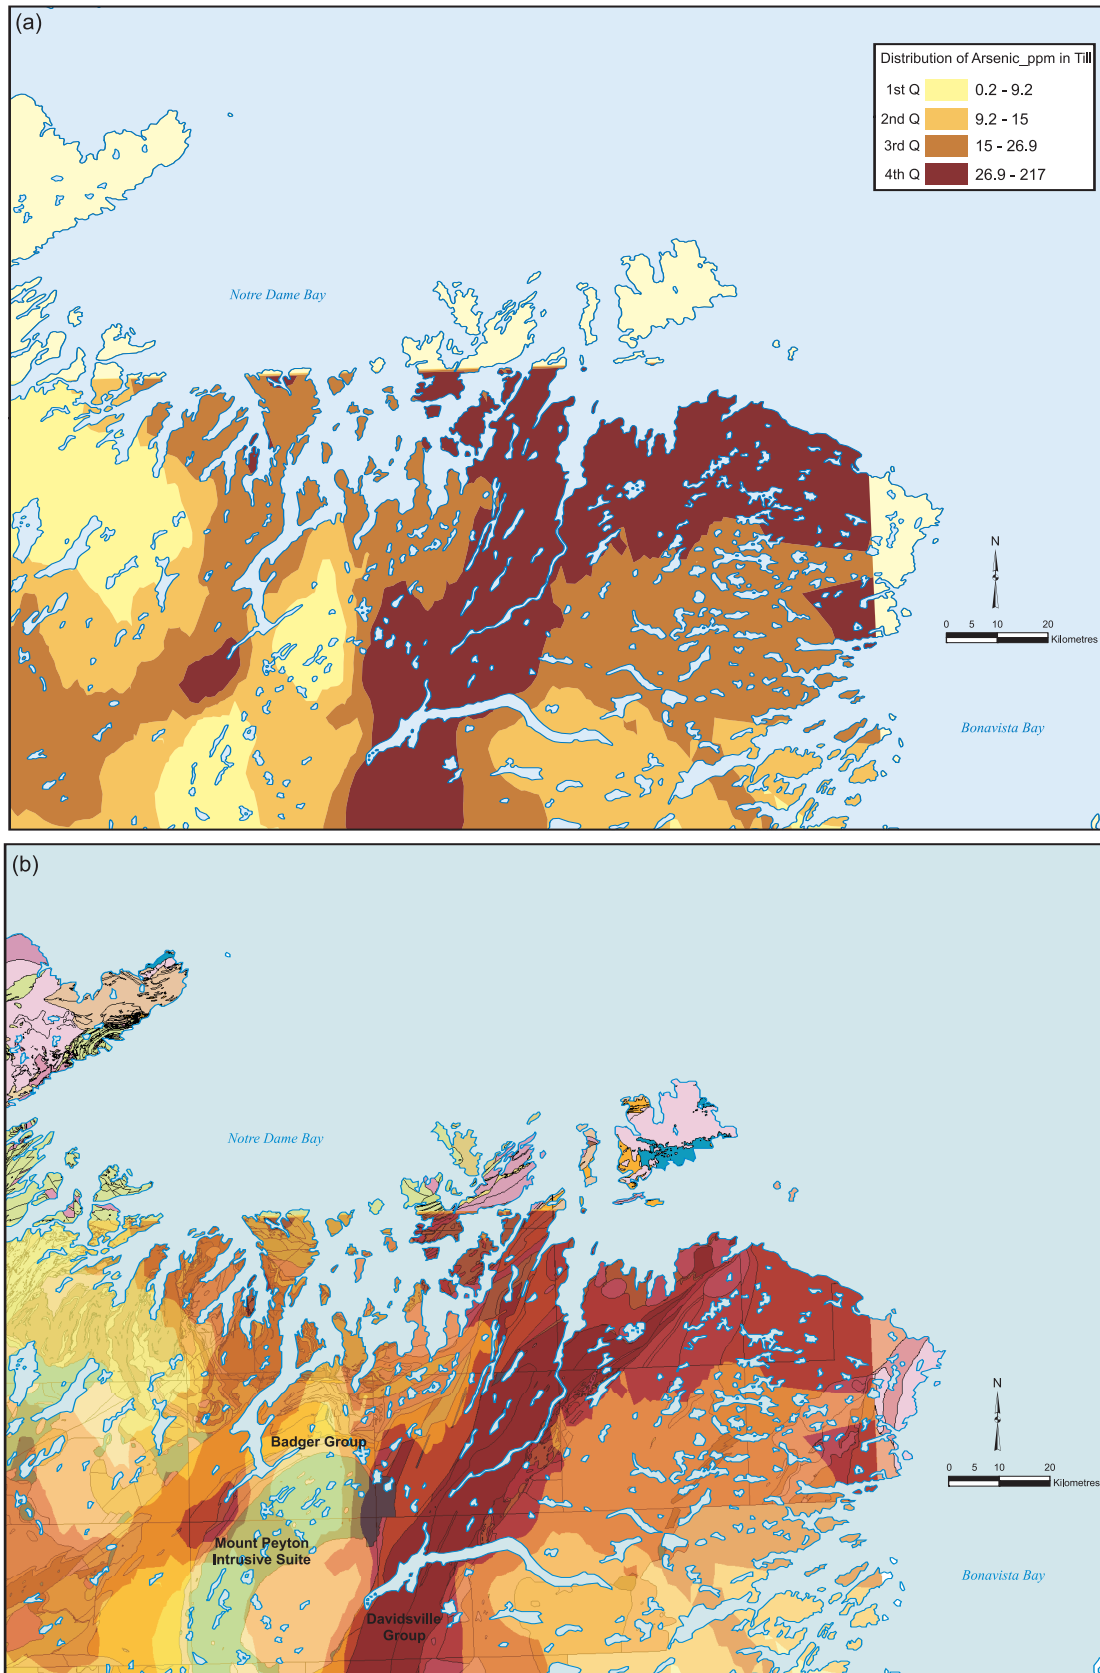 (a)
Distribution of Arsenic_ppm in Till
1st Q 0.2 - 9.2
2nd Q 9.2 - 15
3rd Q 15 - 26.9
4th Q 26.9 - 217
Notre Dame Bay
N
0 5 10 20
Kilometres
Bonavista Bay
(b)
Notre Dame Bay
N
0 5 10 20
Kilometres
Badger Group
Mount Peyton
Intrusive Suite
Bonavista Bay
Davidsville
Group